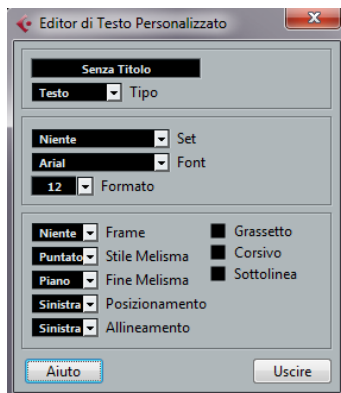 Editor di Testo Personalizzato
Senza Titolo
Testo Tipo
Niente Set
Arial Font
12 Formato
Niente Frame Grassetto
Puntato Stile Melisma Corsivo
Piano Fine Melisma Sottolinea
Sinistra Posizionamento
Sinistra Allineamento
Aiuto Uscire